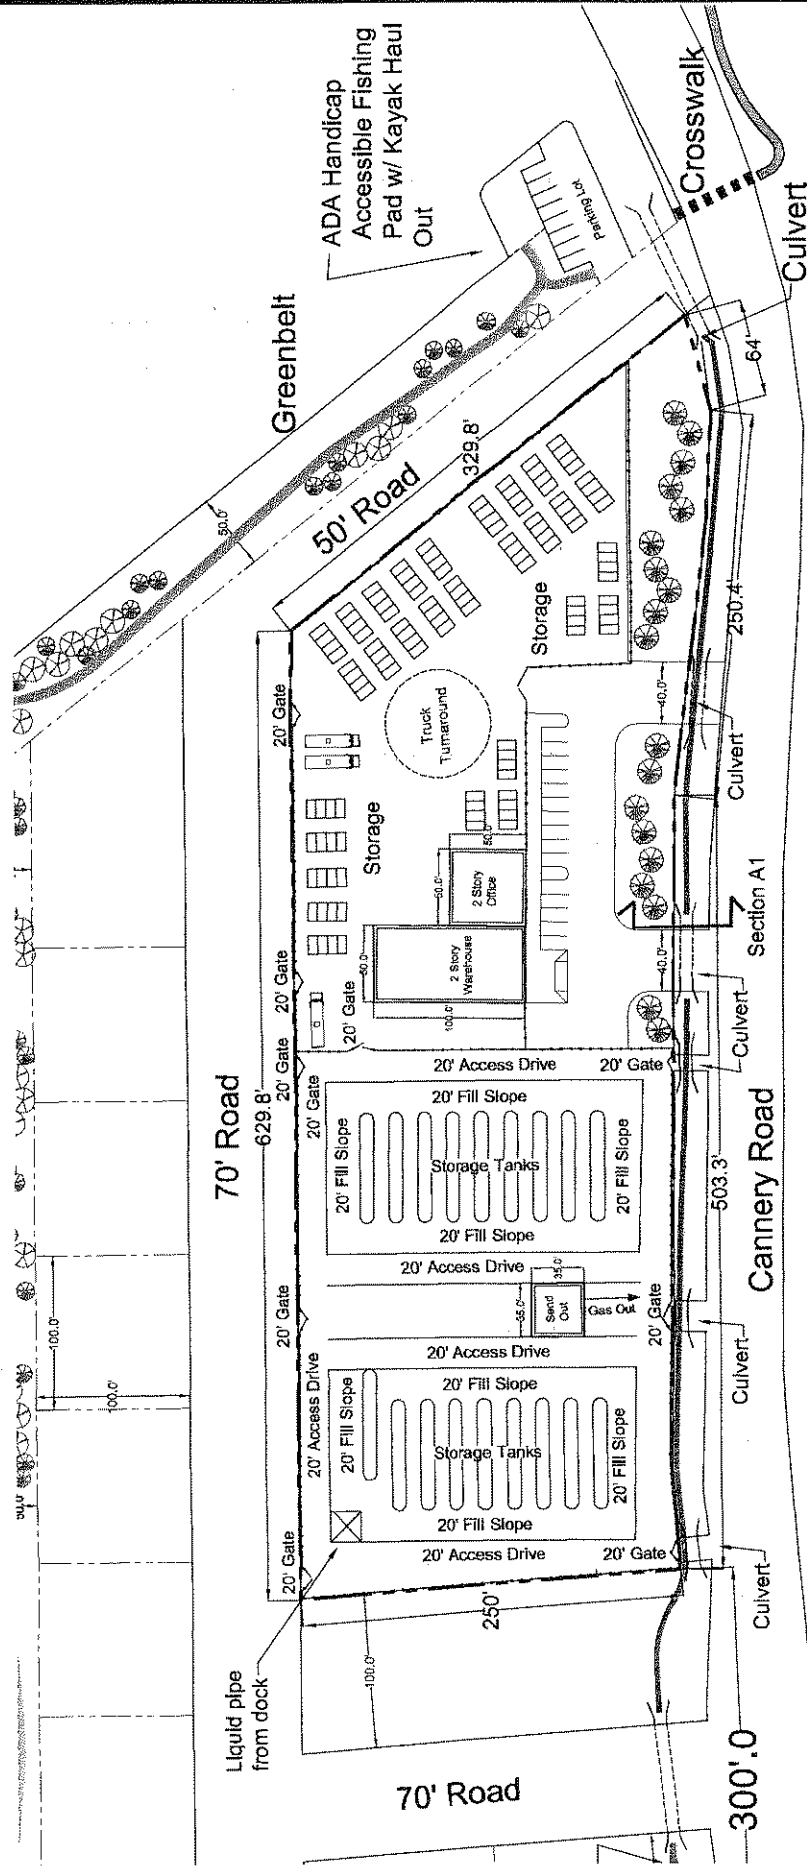 ADA Handicap
Accessible Fishing
Pad w/ Kayak Haul
Out
Greenbelt
Parking Lot
Crosswalk
Culvert
64'
50.0'
50' Road
329.8'
250.4'
Storage
20' Gate
Truck
Turnaround
40.0'
Culvert
Storage
50.0'
50.0'
2 Story
Office
Section A1
20' Gate
2 Story
Warehouse
100.0'
40.0'
Culvert
20' Gate
20' Gate
70' Road
629.8'
20' Gate
20' Access Drive
20' Gate
20' Fill Slope
20' Fill Slope
Storage Tanks
20' Fill Slope
20' Fill Slope
503.3'
Cannery Road
20' Access Drive
20' Gate
35.0'
35.0'
Send
Out
Gas Out
20' Gate
Culvert
20' Access Drive
20' Access Drive
20' Fill Slope
20' Fill Slope
Storage Tanks
20' Fill Slope
20' Fill Slope
20' Access Drive
20' Gate
20' Gate
Culvert
100.0'
100.0'
250'
100.0'
Liquid pipe
from dock
70' Road
300'.0